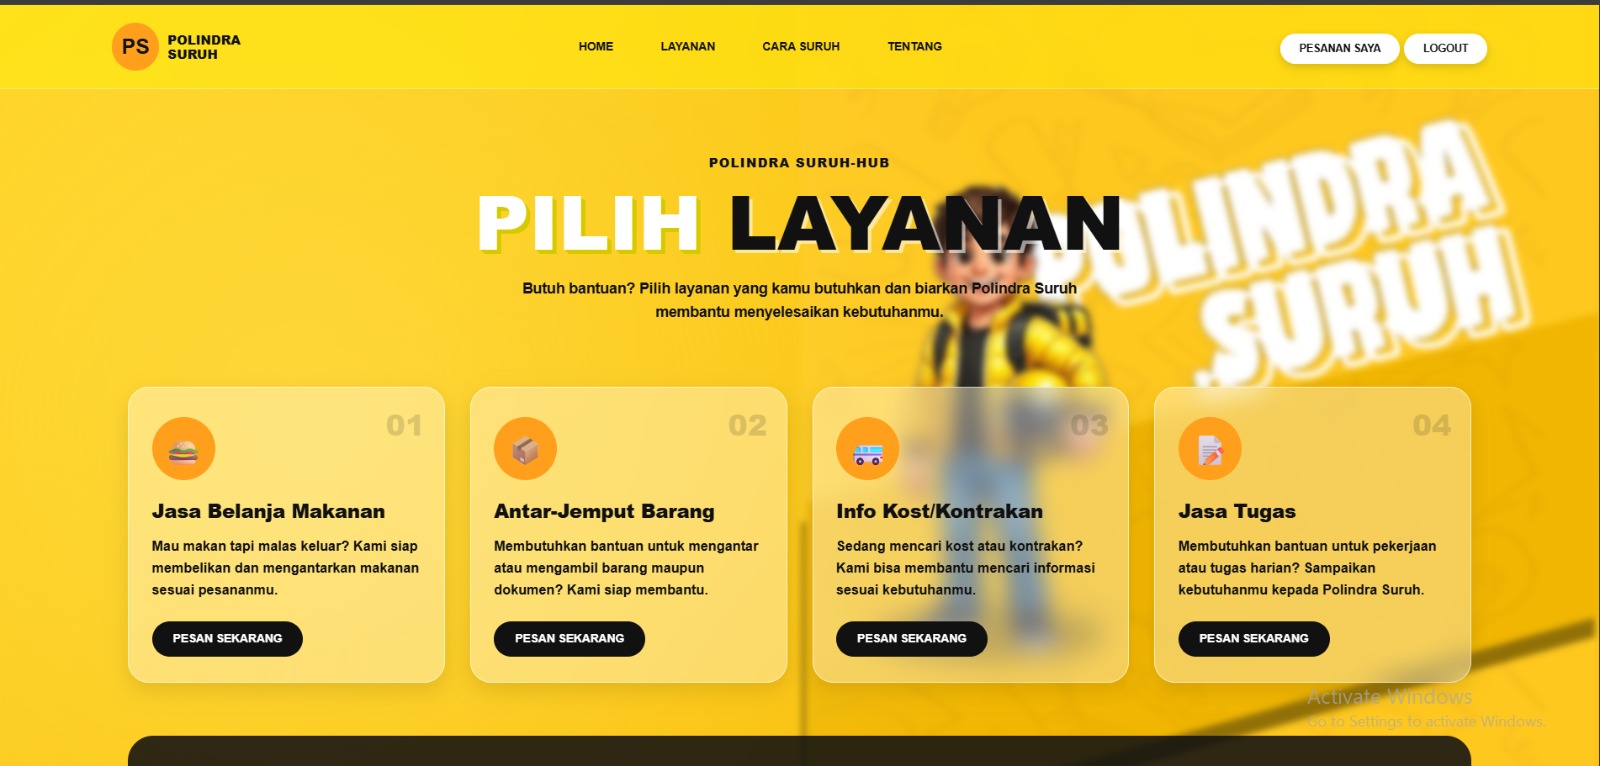 PS
POLINDRA
SURUH
HOME
LAYANAN
CARA SURUH
TENTANG
PESANAN SAYA
LOGOUT
POLINDRA SURUH-HUB
PILIH LAYANAN
Butuh bantuan? Pilih layanan yang kamu butuhkan dan biarkan Polindra Suruh
membantu menyelesaikan kebutuhanmu.
POLINDRA
SURUH
01
Jasa Belanja Makanan
Mau makan tapi malas keluar? Kami siap
membelikan dan mengantarkan makanan
sesuai pesananmu.
PESAN SEKARANG
02
Antar-Jemput Barang
Membutuhkan bantuan untuk mengantar
atau mengambil barang maupun
dokumen? Kami siap membantu.
PESAN SEKARANG
03
Info Kost/Kontrakan
Sedang mencari kost atau kontrakan?
Kami bisa membantu mencari informasi
sesuai kebutuhanmu.
PESAN SEKARANG
04
Jasa Tugas
Membutuhkan bantuan untuk pekerjaan
atau tugas harian? Sampaikan
kebutuhanmu kepada Polindra Suruh.
PESAN SEKARANG
Activate Windows
Go to Settings to activate Windows.